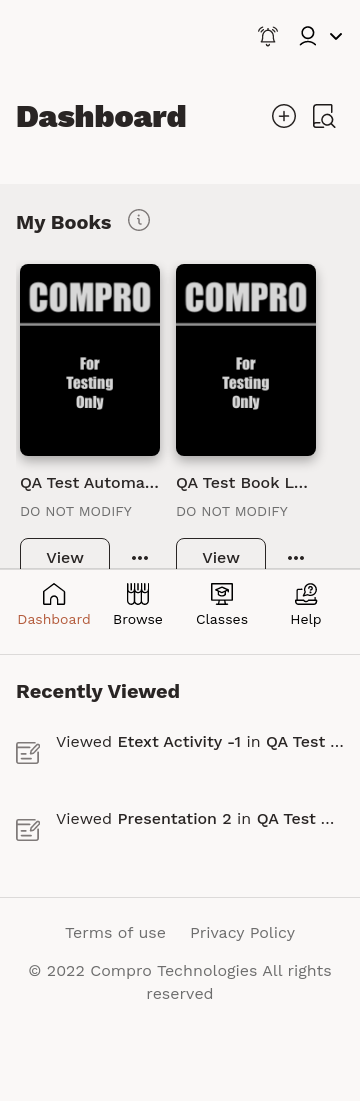 Dashboard
My Books
COMPRO
For
Testing
Only
COMPRO
For
Testing
Only
QA Test Automa...
QA Test Book L...
DO NOT MODIFY
DO NOT MODIFY
View
View
Dashboard
Browse
Classes
Help
Recently Viewed
Viewed Etext Activity -1 in QA Test ...
Viewed Presentation 2 in QA Test ...
Terms of use
Privacy Policy
© 2022 Compro Technologies All rights
reserved